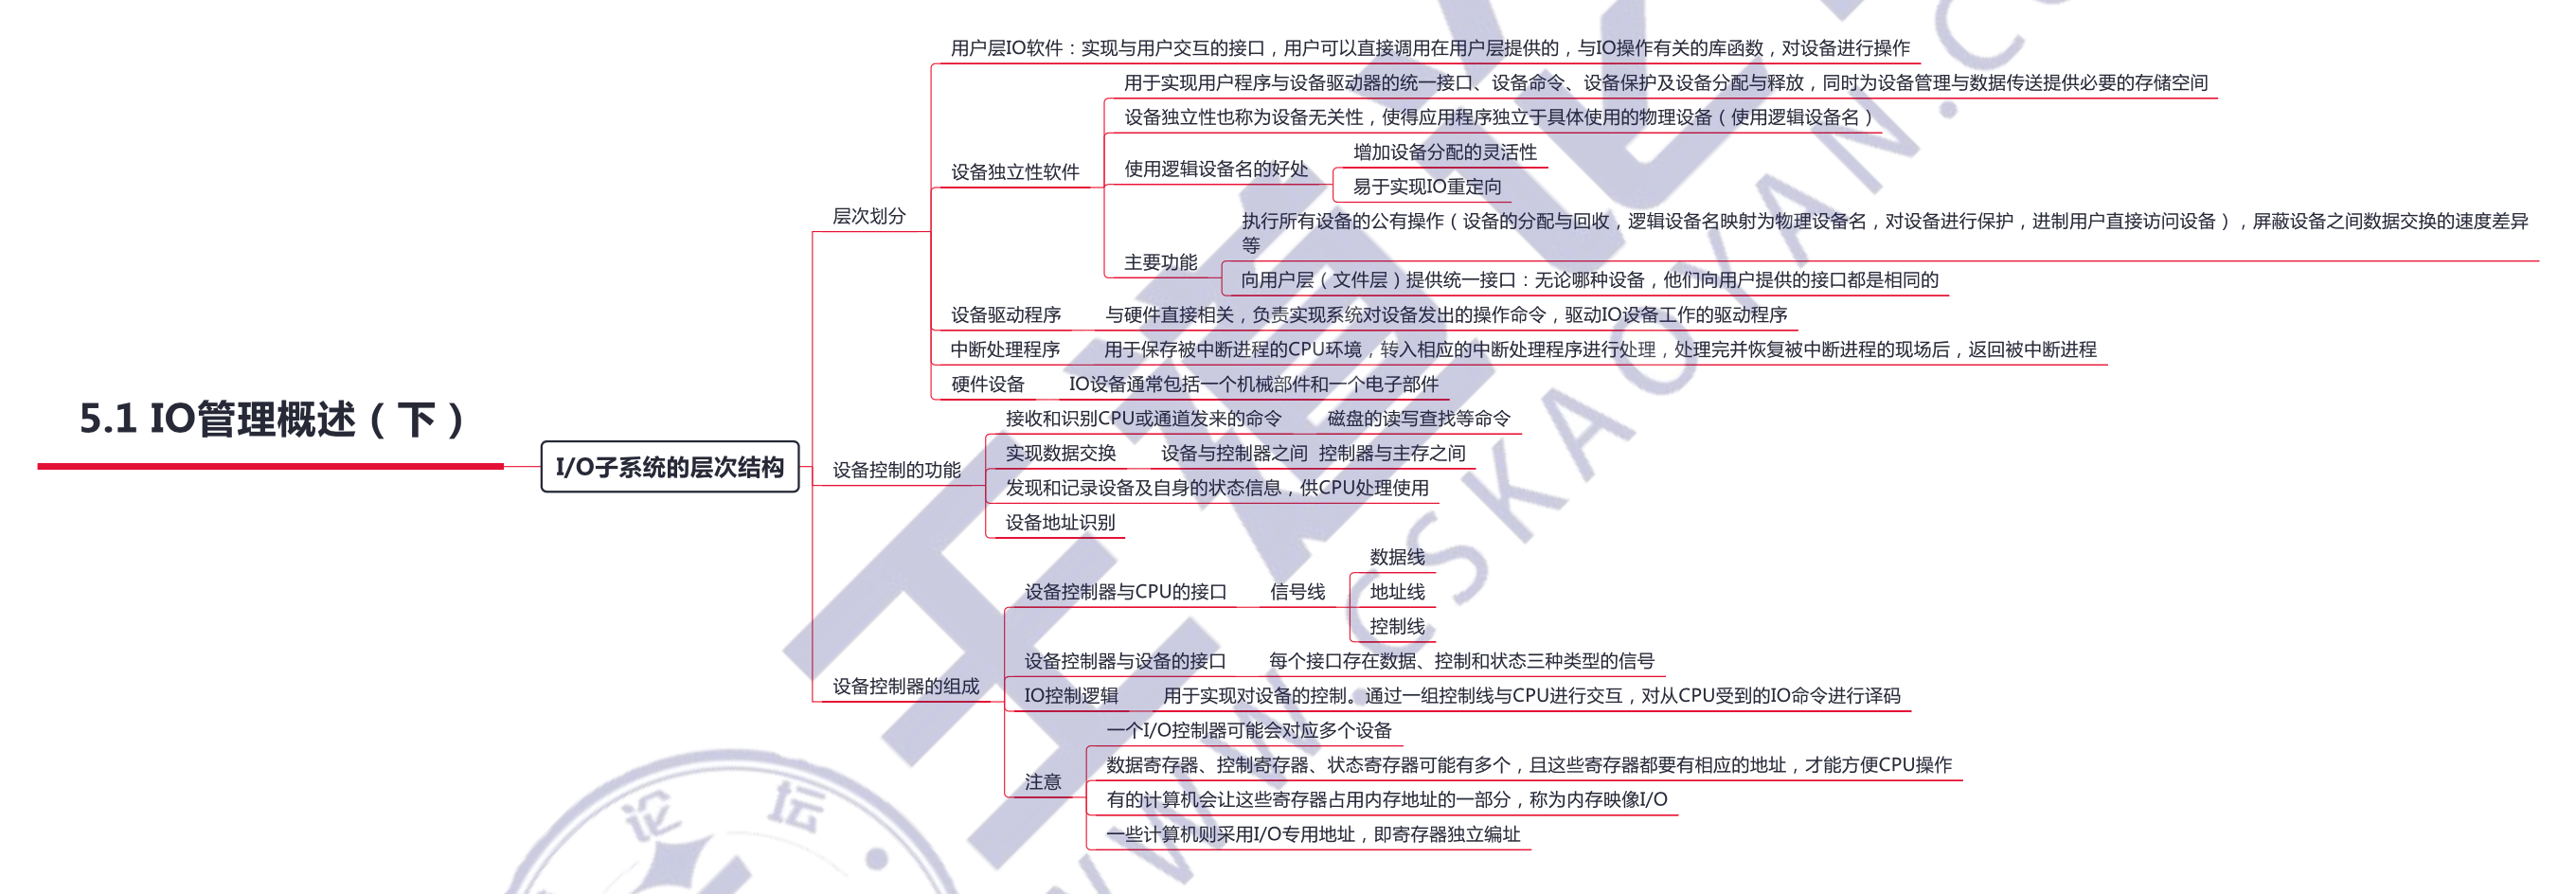 用户层IO软件：实现与用户交互的接口，用户可以直接调用在用户层提供的，与IO操作有关的库函数，对设备进行操作
用于实现用户程序与设备驱动器的统一接口、设备命令、设备保护及设备分配与释放，同时为设备管理与数据传送提供必要的存储空间
设备独立性也称为设备无关性，使得应用程序独立于具体使用的物理设备（使用逻辑设备名）
设备独立性软件
使用逻辑设备名的好处
增加设备分配的灵活性
易于实现IO重定向
层次划分
执行所有设备的公有操作（设备的分配与回收，逻辑设备名映射为物理设备名，对设备进行保护，进制用户直接访问设备），屏蔽设备之间数据交换的速度差异
等
主要功能
向用户层（文件层）提供统一接口：无论哪种设备，他们向用户提供的接口都是相同的
设备驱动程序 与硬件直接相关，负责实现系统对设备发出的操作命令，驱动IO设备工作的驱动程序
中断处理程序 用于保存被中断进程的CPU环境，转入相应的中断处理程序进行处理，处理完并恢复被中断进程的现场后，返回被中断进程
硬件设备 IO设备通常包括一个机械部件和一个电子部件
5.1 IO管理概述（下）
I/O子系统的层次结构
设备控制的功能
接收和识别CPU或通道发来的命令 磁盘的读写查找等命令
实现数据交换 设备与控制器之间 控制器与主存之间
发现和记录设备及自身的状态信息，供CPU处理使用
设备地址识别
设备控制器的组成
设备控制器与CPU的接口 信号线
数据线
地址线
控制线
设备控制器与设备的接口 每个接口存在数据、控制和状态三种类型的信号
IO控制逻辑 用于实现对设备的控制。通过一组控制线与CPU进行交互，对从CPU受到的IO命令进行译码
注意
一个I/O控制器可能会对应多个设备
数据寄存器、控制寄存器、状态寄存器可能有多个，且这些寄存器都要有相应的地址，才能方便CPU操作
有的计算机会让这些寄存器占用内存地址的一部分，称为内存映像I/O
一些计算机则采用I/O专用地址，即寄存器独立编址
王道论
WW.CSKAOYAN.C
论坛